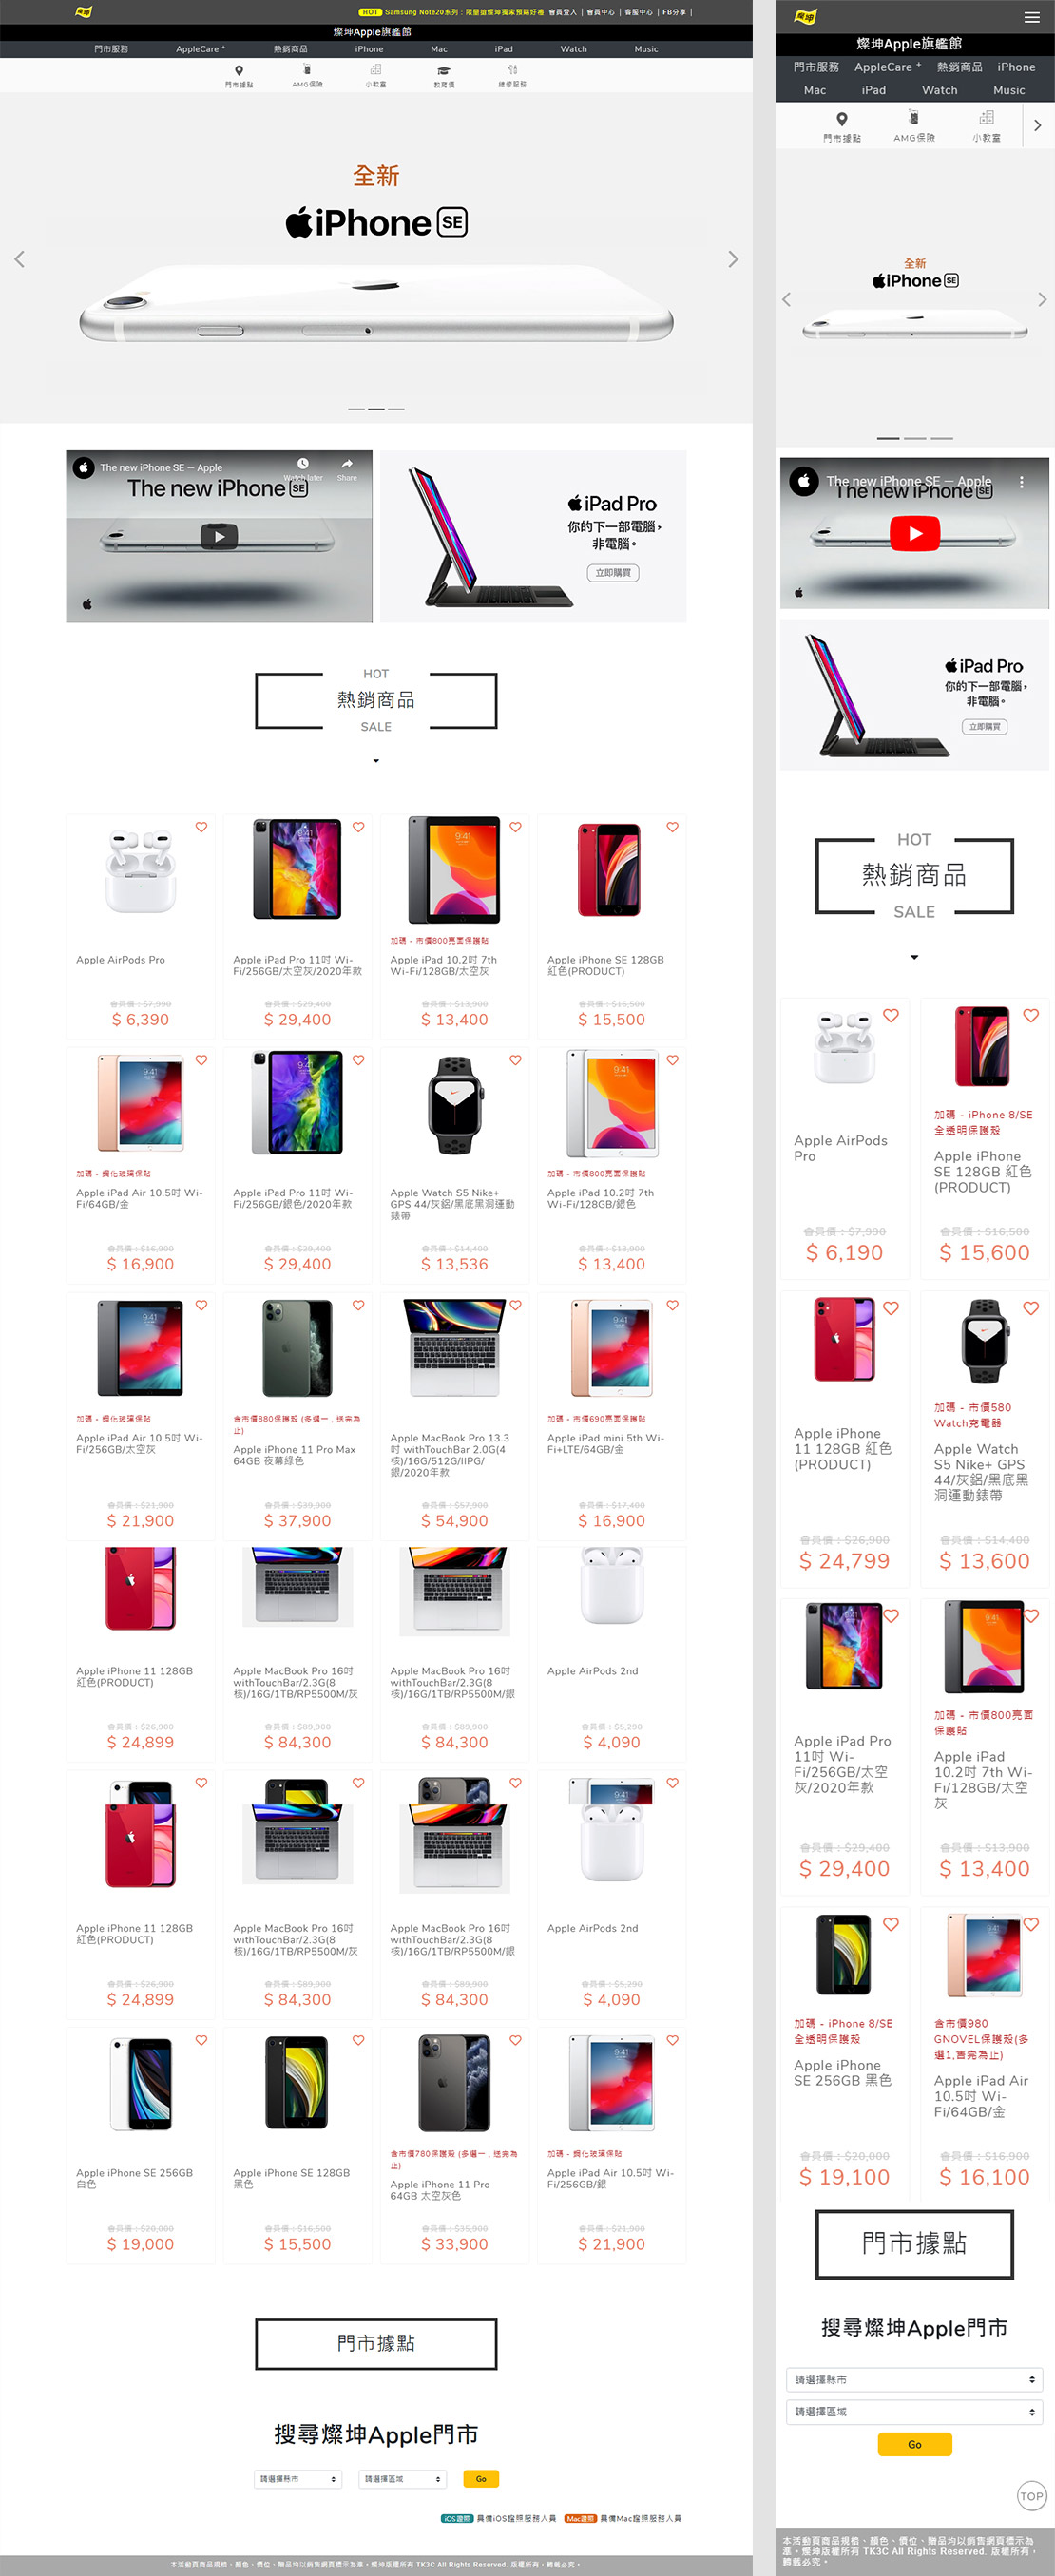 燦坤
HOT Samsung Note20系列：限量搶燦坤獨家預購好禮 會員登入 | 會員中心 | 客服中心 | FB分享 |
燦坤Apple旗艦館
門市服務 AppleCare + 熱銷商品 iPhone Mac iPad Watch Music
門市據點 AMG保險 小教室 教育價 維修服務
全新
iPhone SE
The new iPhone SE — Apple
Watch later Share
The new iPhone SE
iPad Pro
你的下一部電腦，
非電腦。
立即購買
HOT
熱銷商品
SALE
Apple AirPods Pro
會員價：$7,990
$ 6,390
Apple iPad Pro 11吋 Wi-
Fi/256GB/太空灰/2020年款
會員價：$29,400
$ 29,400
加碼 - 市價800亮面保護貼
Apple iPad 10.2吋 7th
Wi-Fi/128GB/太空灰
會員價：$13,900
$ 13,400
Apple iPhone SE 128GB
紅色(PRODUCT)
會員價：$16,500
$ 15,500
加碼 - 鋼化玻璃保貼
Apple iPad Air 10.5吋 Wi-
Fi/64GB/金
會員價：$16,900
$ 16,900
Apple iPad Pro 11吋 Wi-
Fi/256GB/銀色/2020年款
會員價：$29,400
$ 29,400
Apple Watch S5 Nike+
GPS 44/灰鋁/黑底黑洞運動
錶帶
會員價：$14,400
$ 13,536
加碼 - 市價800亮面保護貼
Apple iPad 10.2吋 7th
Wi-Fi/128GB/銀色
會員價：$13,900
$ 13,400
加碼 - 鋼化玻璃保貼
Apple iPad Air 10.5吋 Wi-
Fi/256GB/太空灰
會員價：$21,900
$ 21,900
含市價880保護殼 (多選一，送完為
止)
Apple iPhone 11 Pro Max
64GB 夜幕綠色
會員價：$39,900
$ 37,900
Apple MacBook Pro 13.3
吋 withTouchBar 2.0G(4
核)/16G/512G/IIPG/
銀/2020年款
會員價：$57,900
$ 54,900
加碼 - 市價690亮面保護貼
Apple iPad mini 5th Wi-
Fi+LTE/64GB/金
會員價：$17,400
$ 16,900
Apple iPhone 11 128GB
紅色(PRODUCT)
會員價：$26,900
$ 24,899
Apple MacBook Pro 16吋
withTouchBar/2.3G(8
核)/16G/1TB/RP5500M/灰
會員價：$89,900
$ 84,300
Apple MacBook Pro 16吋
withTouchBar/2.3G(8
核)/16G/1TB/RP5500M/銀
會員價：$89,900
$ 84,300
Apple AirPods 2nd
會員價：$5,290
$ 4,090
Apple iPhone 11 128GB
紅色(PRODUCT)
會員價：$26,900
$ 24,899
Apple MacBook Pro 16吋
withTouchBar/2.3G(8
核)/16G/1TB/RP5500M/灰
會員價：$89,900
$ 84,300
Apple MacBook Pro 16吋
withTouchBar/2.3G(8
核)/16G/1TB/RP5500M/銀
會員價：$89,900
$ 84,300
Apple AirPods 2nd
會員價：$5,290
$ 4,090
Apple iPhone SE 256GB
白色
會員價：$20,000
$ 19,000
Apple iPhone SE 128GB
黑色
會員價：$16,500
$ 15,500
含市價780保護殼 (多選一，送完為
止)
Apple iPhone 11 Pro
64GB 太空灰色
會員價：$35,900
$ 33,900
加碼 - 鋼化玻璃保貼
Apple iPad Air 10.5吋 Wi-
Fi/256GB/銀
會員價：$21,900
$ 21,900
門市據點
搜尋燦坤Apple門市
請選擇縣市 請選擇區域 Go
iOS證照 具備iOS證照服務人員 Mac證照 具備Mac證照服務人員
本活動頁商品規格、顏色、價位、贈品均以銷售網頁標示為準。燦坤版權所有 TK3C All Rights Reserved. 版權所有，轉載必究。
燦坤
燦坤Apple旗艦館
門市服務 AppleCare + 熱銷商品 iPhone
Mac iPad Watch Music
門市據點 AMG保險 小教室
全新
iPhone SE
The new iPhone SE — Apple
The new iPhone SE
iPad Pro
你的下一部電腦，
非電腦。
立即購買
HOT
熱銷商品
SALE
Apple AirPods
Pro
會員價：$7,990
$ 6,190
加碼 - iPhone 8/SE
全透明保護殼
Apple iPhone
SE 128GB 紅色
(PRODUCT)
會員價：$16,500
$ 15,600
Apple iPhone
11 128GB 紅色
(PRODUCT)
會員價：$26,900
$ 24,799
加碼 - 市價580
Watch充電器
Apple Watch
S5 Nike+ GPS
44/灰鋁/黑底黑
洞運動錶帶
會員價：$14,400
$ 13,600
Apple iPad Pro
11吋 Wi-
Fi/256GB/太空
灰/2020年款
會員價：$29,400
$ 29,400
加碼 - 市價800亮面
保護貼
Apple iPad
10.2吋 7th Wi-
Fi/128GB/太空
灰
會員價：$13,900
$ 13,400
加碼 - iPhone 8/SE
全透明保護殼
Apple iPhone
SE 256GB 黑色
會員價：$20,000
$ 19,100
含市價980
GNOVEL保護殼(多
選1,售完為止)
Apple iPad Air
10.5吋 Wi-
Fi/64GB/金
會員價：$16,900
$ 16,100
門市據點
搜尋燦坤Apple門市
請選擇縣市
請選擇區域
Go
TOP
本活動頁商品規格、顏色、價位、贈品均以銷售網頁標示為
準。燦坤版權所有 TK3C All Rights Reserved. 版權所有，
轉載必究。